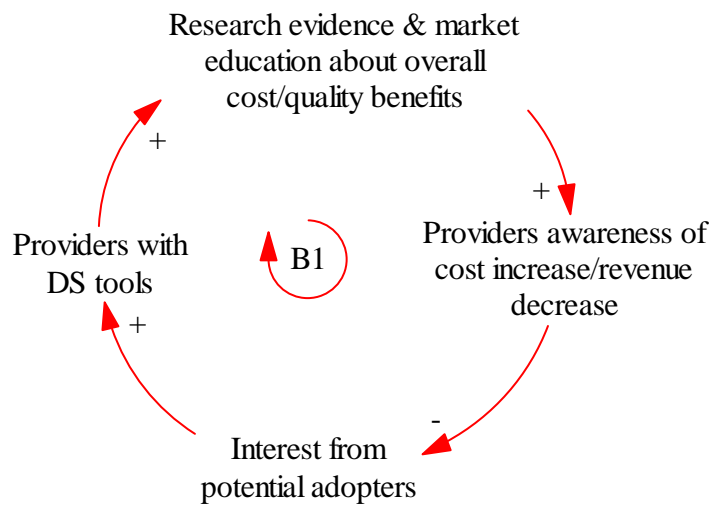 Research evidence & market
education about overall
cost/quality benefits
+
+
Providers awareness of
cost increase/revenue
decrease
B1
Providers with
DS tools
+
-
Interest from
potential adopters